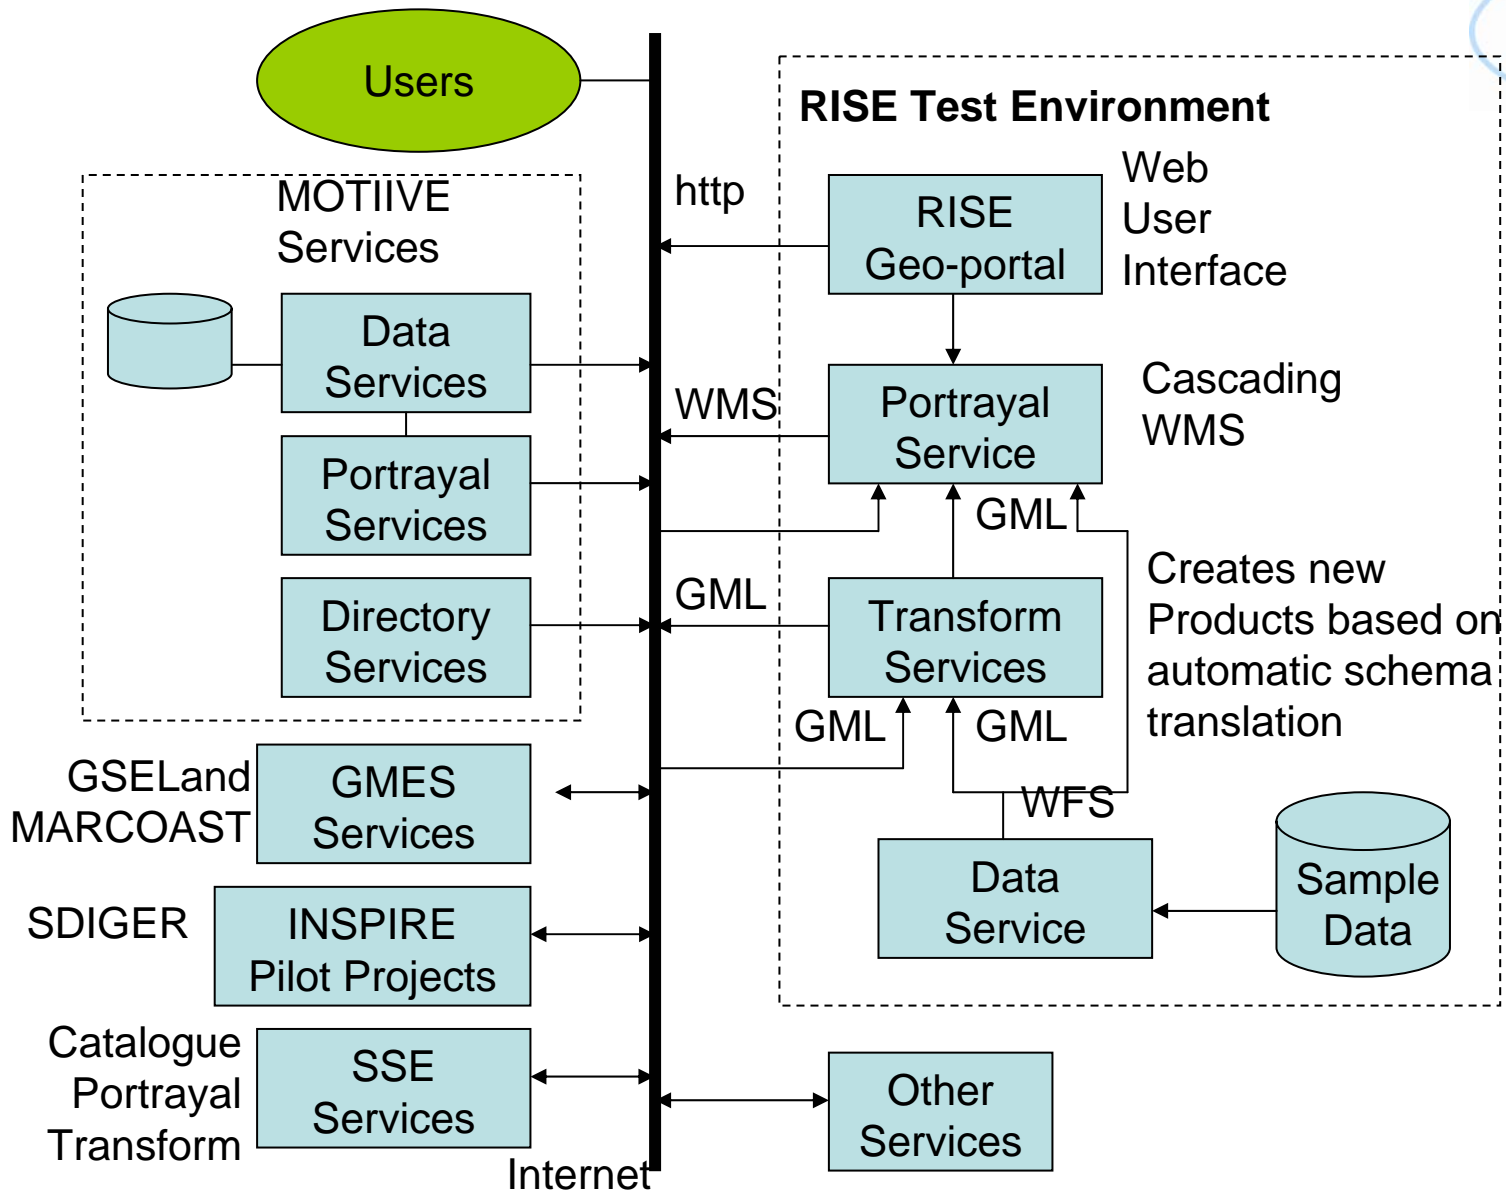 Users
RISE Test Environment
MOTIIVE
Services
http
RISE
Geo-portal
Web
User
Interface
Data
Services
WMS
Portrayal
Service
Cascading
WMS
Portrayal
Services
GML
Directory
Services
GML
Transform
Services
Creates new
Products based on
automatic schema
translation
GML
GML
GSELand
MARCOAST
GMES
Services
WFS
Data
Service
Sample
Data
SDIGER
INSPIRE
Pilot Projects
Catalogue
Portrayal
Transform
SSE
Services
Other
Services
Internet